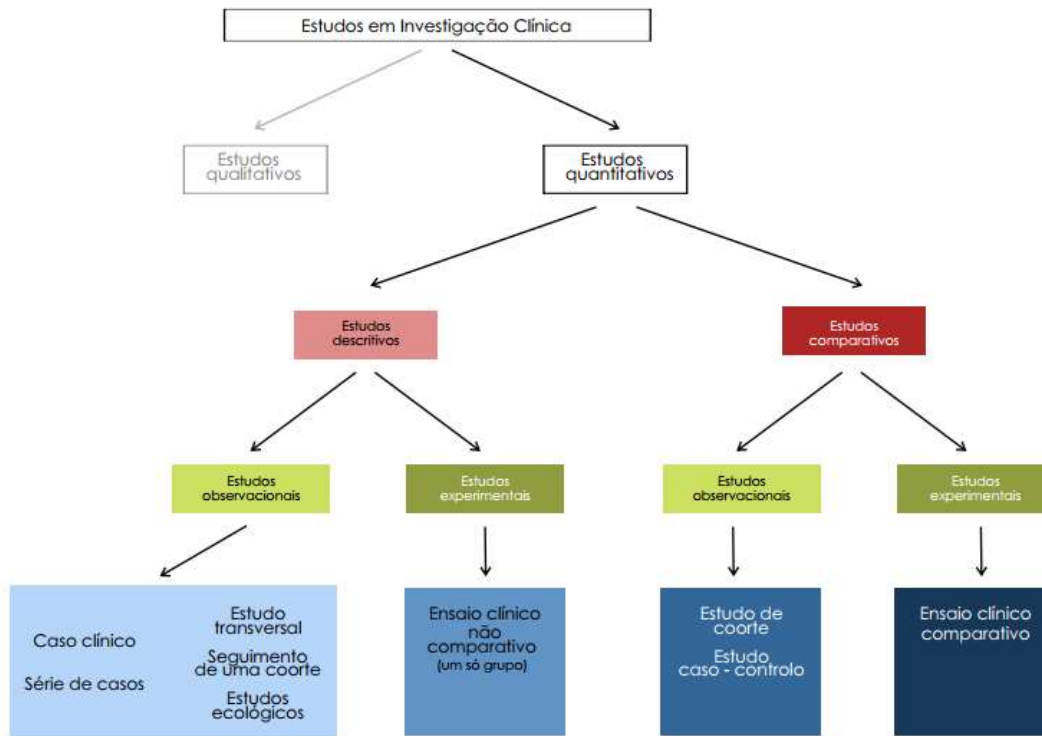 Estudos em Investigação Clínica
Estudos
qualitativos
Estudos
quantitativos
Estudos
descritivos
Estudos
comparativos
Estudos
observacionais
Estudos
experimentais
Estudos
observacionais
Estudos
experimentais
Caso clínico
Série de casos
Estudo
transversal
Seguimento
de uma coorte
Estudos
ecológicos
Ensaio clínico
não
comparativo
(um só grupo)
Estudo de
coorte
Estudo
caso - controlo
Ensaio clínico
comparativo